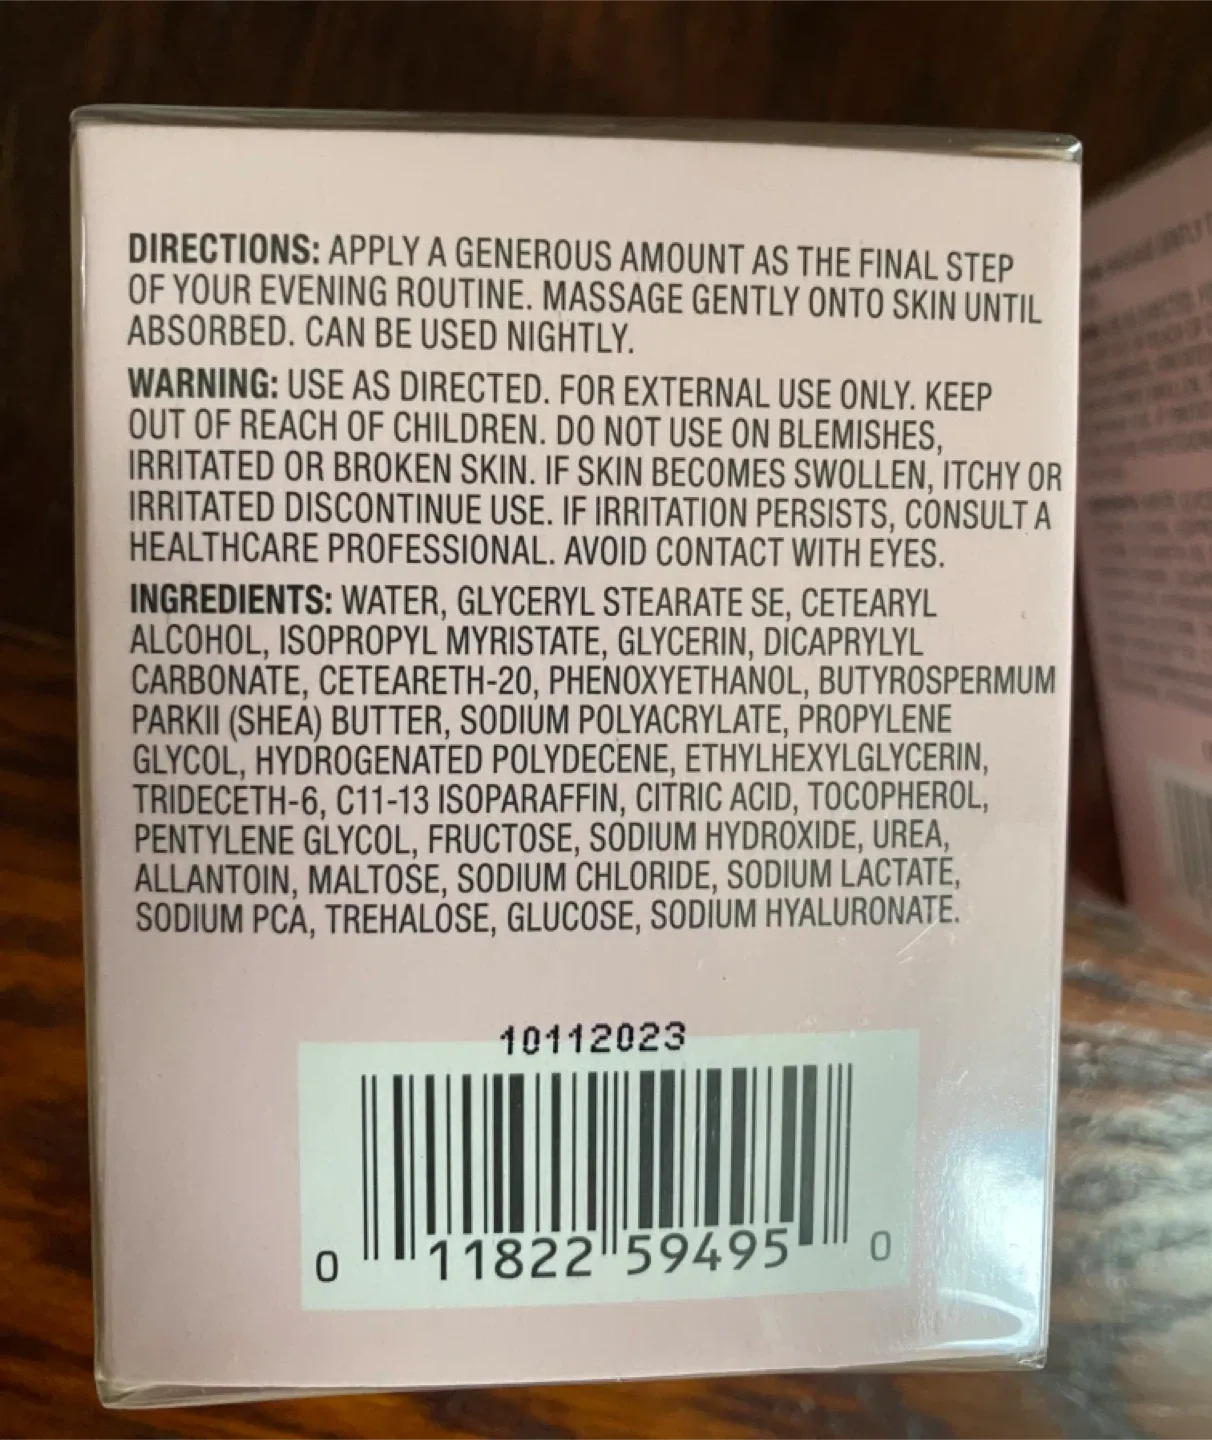 DIRECTIONS: APPLY A GENEROUS AMOUNT AS THE FINAL STEP
OF YOUR EVENING ROUTINE. MASSAGE GENTLY ONTO SKIN UNTIL
ABSORBED. CAN BE USED NIGHTLY.
WARNING: USE AS DIRECTED. FOR EXTERNAL USE ONLY. KEEP
OUT OF REACH OF CHILDREN. DO NOT USE ON BLEMISHES,
IRRITATED OR BROKEN SKIN. IF SKIN BECOMES SWOLLEN, ITCHY OR
IRRITATED DISCONTINUE USE. IF IRRITATION PERSISTS, CONSULT A
HEALTHCARE PROFESSIONAL. AVOID CONTACT WITH EYES.
INGREDIENTS: WATER, GLYCERYL STEARATE SE, CETEARYL
ALCOHOL, ISOPROPYL MYRISTATE, GLYCERIN, DICAPRYLYL
CARBONATE, CETEARETH-20, PHENOXYETHANOL, BUTYROSPERMUM
PARKII (SHEA) BUTTER, SODIUM POLYACRYLATE, PROPYLENE
GLYCOL, HYDROGENATED POLYDECENE, ETHYLHEXYLGLYCERIN,
TRIDECETH-6, C11-13 ISOPARAFFIN, CITRIC ACID, TOCOPHEROL,
PENTYLENE GLYCOL, FRUCTOSE, SODIUM HYDROXIDE, UREA,
ALLANTOIN, MALTOSE, SODIUM CHLORIDE, SODIUM LACTATE,
SODIUM PCA, TREHALOSE, GLUCOSE, SODIUM HYALURONATE.
10112023
0 11822 59495 0